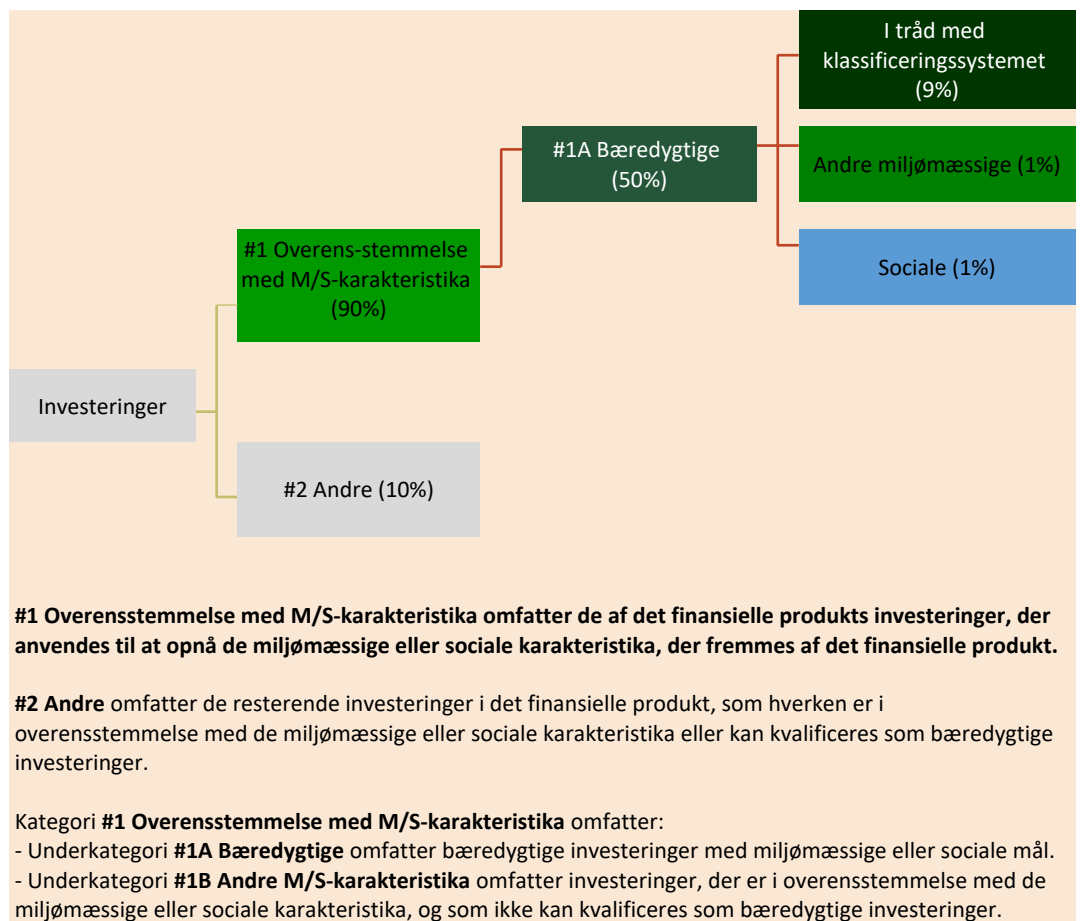 I tråd med
klassificeringssystemet
(9%)
#1A Bæredygtige
(50%)
Andre miljømæssige (1%)
#1 Overens-stemmelse
med M/S-karakteristika
(90%)
Sociale (1%)
Investeringer
#2 Andre (10%)
#1 Overensstemmelse med M/S-karakteristika omfatter de af det finansielle produkts investeringer, der
anvendes til at opnå de miljømæssige eller sociale karakteristika, der fremmes af det finansielle produkt.
#2 Andre omfatter de resterende investeringer i det finansielle produkt, som hverken er i
overensstemmelse med de miljømæssige eller sociale karakteristika eller kan kvalificeres som bæredygtige
investeringer.
Kategori #1 Overensstemmelse med M/S-karakteristika omfatter:
- Underkategori #1A Bæredygtige omfatter bæredygtige investeringer med miljømæssige eller sociale mål.
- Underkategori #1B Andre M/S-karakteristika omfatter investeringer, der er i overensstemmelse med de
miljømæssige eller sociale karakteristika, og som ikke kan kvalificeres som bæredygtige investeringer.